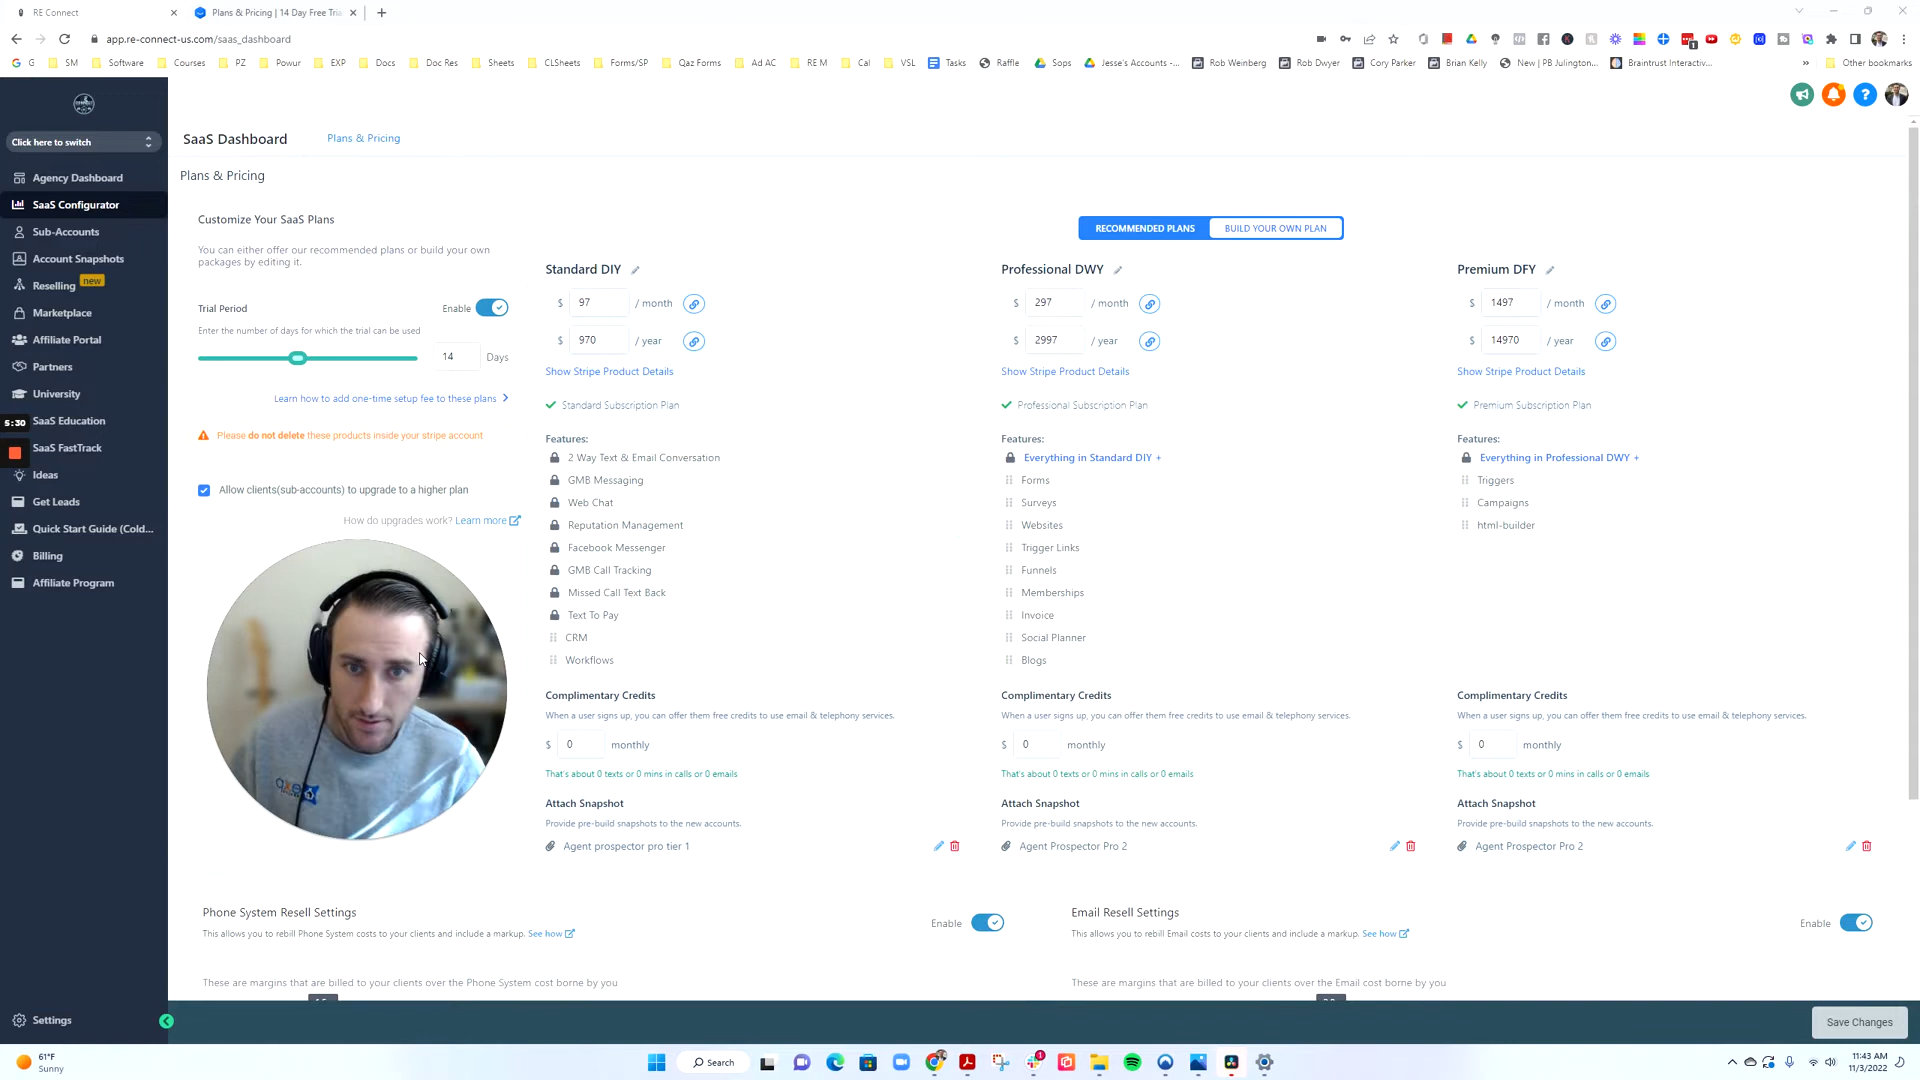 RE Connect
Plans & Pricing | 14 Day Free Tria
app.re-connect-us.com/saas_dashboard
G SM Software Courses PZ Powur EXP Docs Doc Res Sheets CLSheets Forms/SP Qaz Forms Ad AC RE M Cal VSL Tasks Raffle Sops Jesse's Accounts -... Rob Weinberg Rob Dwyer Cory Parker Brian Kelly New | PB Julington... Braintrust Interactiv... » Other bookmarks
Click here to switch
Agency Dashboard
SaaS Configurator
Sub-Accounts
Account Snapshots
Reselling new
Marketplace
Affiliate Portal
Partners
University
5:30
SaaS Education
SaaS FastTrack
Ideas
Get Leads
Quick Start Guide (Cold...
Billing
Affiliate Program
Settings
SaaS Dashboard Plans & Pricing
Plans & Pricing
Customize Your SaaS Plans
You can either offer our recommended plans or build your own
packages by editing it.
Trial Period Enable
Enter the number of days for which the trial can be used
14 Days
Learn how to add one-time setup fee to these plans
Please do not delete these products inside your stripe account
Allow clients(sub-accounts) to upgrade to a higher plan
How do upgrades work? Learn more
RECOMMENDED PLANS BUILD YOUR OWN PLAN
Standard DIY
$ 97 / month
$ 970 / year
Show Stripe Product Details
Standard Subscription Plan
Features:
2 Way Text & Email Conversation
GMB Messaging
Web Chat
Reputation Management
Facebook Messenger
GMB Call Tracking
Missed Call Text Back
Text To Pay
CRM
Workflows
Complimentary Credits
When a user signs up, you can offer them free credits to use email & telephony services.
$ 0 monthly
That's about 0 texts or 0 mins in calls or 0 emails
Attach Snapshot
Provide pre-build snapshots to the new accounts.
Agent prospector pro tier 1
Professional DWY
$ 297 / month
$ 2997 / year
Show Stripe Product Details
Professional Subscription Plan
Features:
Everything in Standard DIY +
Forms
Surveys
Websites
Trigger Links
Funnels
Memberships
Invoice
Social Planner
Blogs
Complimentary Credits
When a user signs up, you can offer them free credits to use email & telephony services.
$ 0 monthly
That's about 0 texts or 0 mins in calls or 0 emails
Attach Snapshot
Provide pre-build snapshots to the new accounts.
Agent Prospector Pro 2
Premium DFY
$ 1497 / month
$ 14970 / year
Show Stripe Product Details
Premium Subscription Plan
Features:
Everything in Professional DWY +
Triggers
Campaigns
html-builder
Complimentary Credits
When a user signs up, you can offer them free credits to use email & telephony services.
$ 0 monthly
That's about 0 texts or 0 mins in calls or 0 emails
Attach Snapshot
Provide pre-build snapshots to the new accounts.
Agent Prospector Pro 2
Phone System Resell Settings Enable
This allows you to rebill Phone System costs to your clients and include a markup. See how
These are margins that are billed to your clients over the Phone System cost borne by you
Email Resell Settings Enable
This allows you to rebill Email costs to your clients and include a markup. See how
These are margins that are billed to your clients over the Email cost borne by you
Save Changes
61°F
Sunny
Search
11:43 AM
11/3/2022